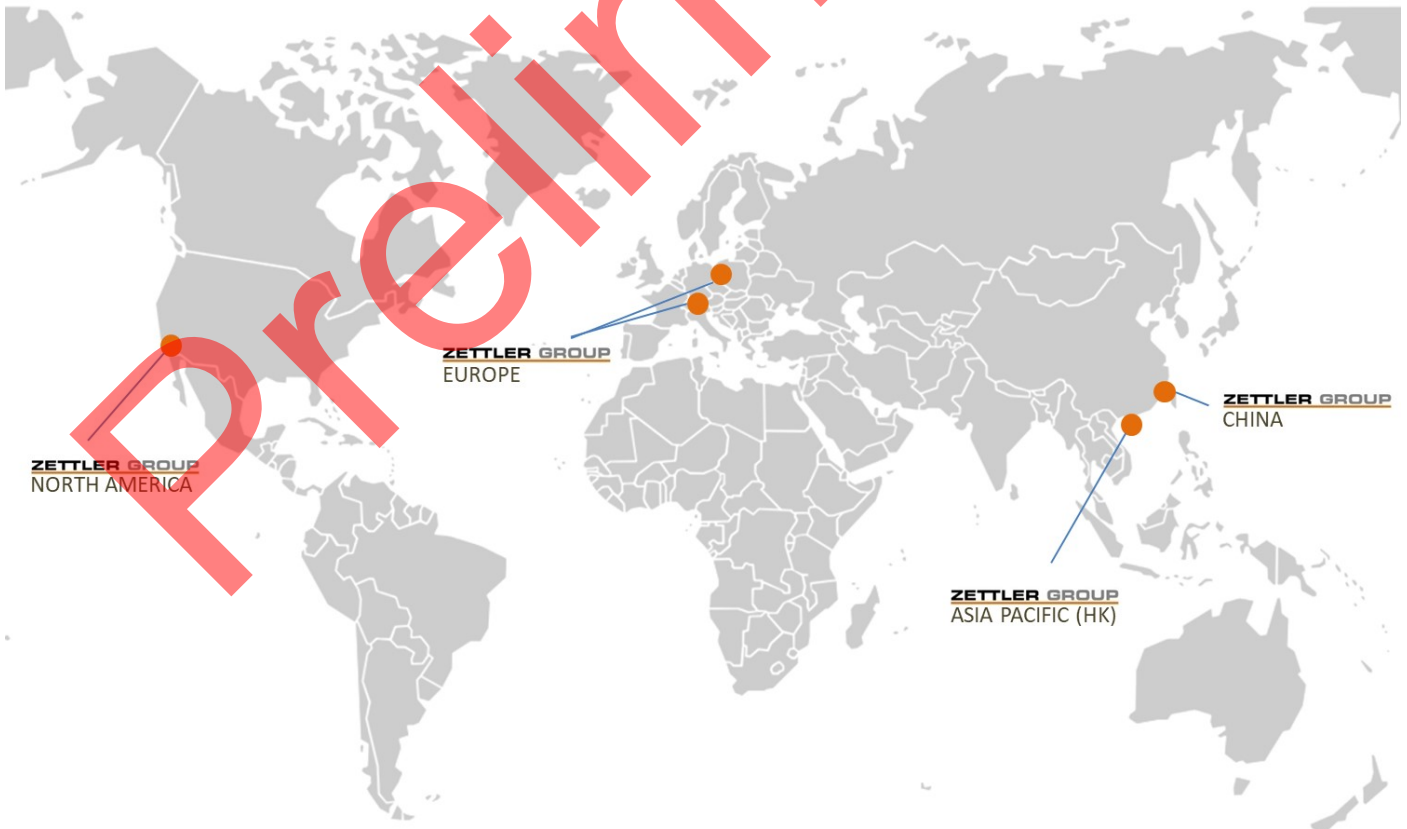 Prelim
ZETTLER GROUP
EUROPE
ZETTLER GROUP
CHINA
ZETTLER GROUP
NORTH AMERICA
ZETTLER GROUP
ASIA PACIFIC (HK)